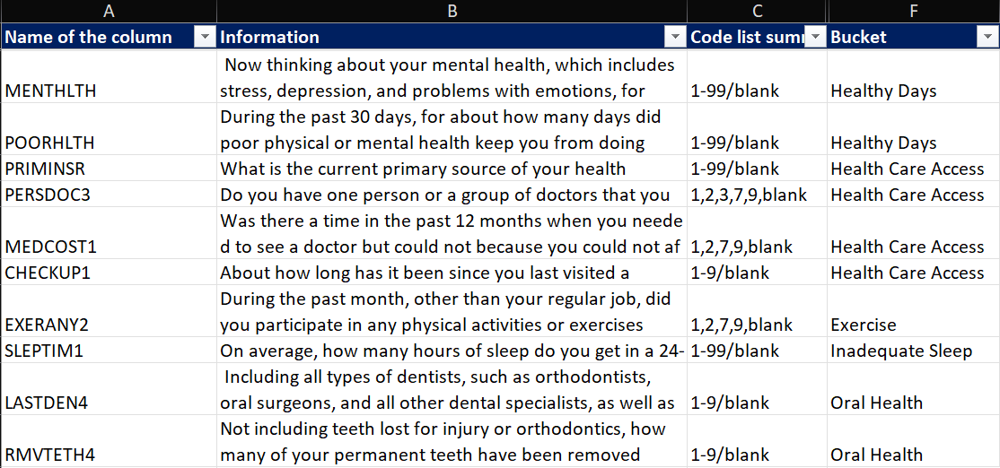 A B C F
Name of the column Information Code list sum Bucket
Now thinking about your mental health, which includes
MENTHLTH stress, depression, and problems with emotions, for 1-99/blank Healthy Days
During the past 30 days, for about how many days did
POORHLTH poor physical or mental health keep you from doing 1-99/blank Healthy Days
PRIMINSR What is the current primary source of your health 1-99/blank Health Care Access
PERSDOC3 Do you have one person or a group of doctors that you 1,2,3,7,9,blank Health Care Access
Was there a time in the past 12 months when you neede
MEDCOST1 d to see a doctor but could not because you could not af 1,2,7,9,blank Health Care Access
CHECKUP1 About how long has it been since you last visited a 1-9/blank Health Care Access
During the past month, other than your regular job, did
EXERANY2 you participate in any physical activities or exercises 1,2,7,9,blank Exercise
SLEPTIM1 On average, how many hours of sleep do you get in a 24- 1-99/blank Inadequate Sleep
Including all types of dentists, such as orthodontists,
LASTDEN4 oral surgeons, and all other dental specialists, as well as 1-9/blank Oral Health
Not including teeth lost for injury or orthodontics, how
RMVTETH4 many of your permanent teeth have been removed 1-9/blank Oral Health